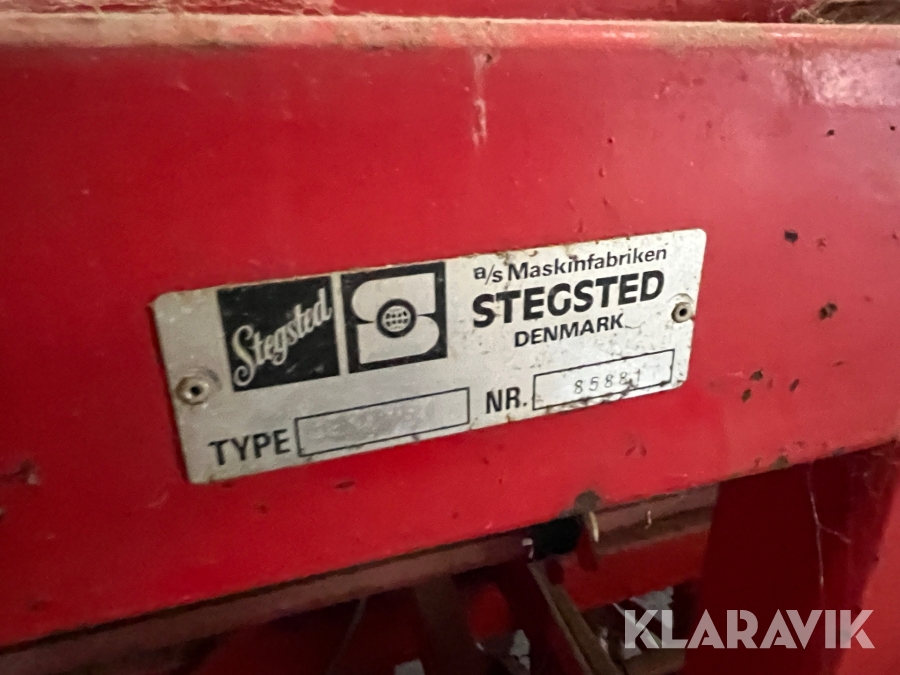 Stegsted
a/s Maskinfabriken
STEGSTED
DENMARK
TYPE
NR. 85881
KLARAVIK